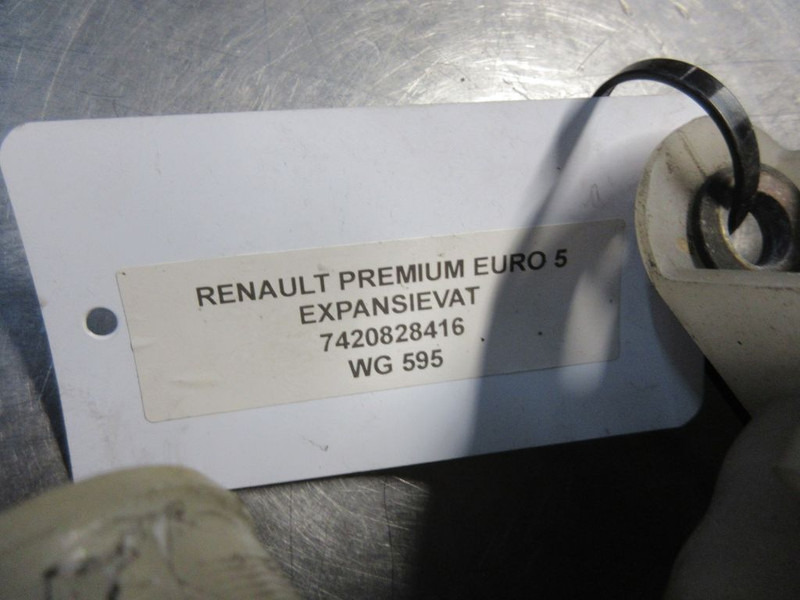 RENAULT PREMIUM EURO 5
EXPANSIEVAT
7420828416
WG 595